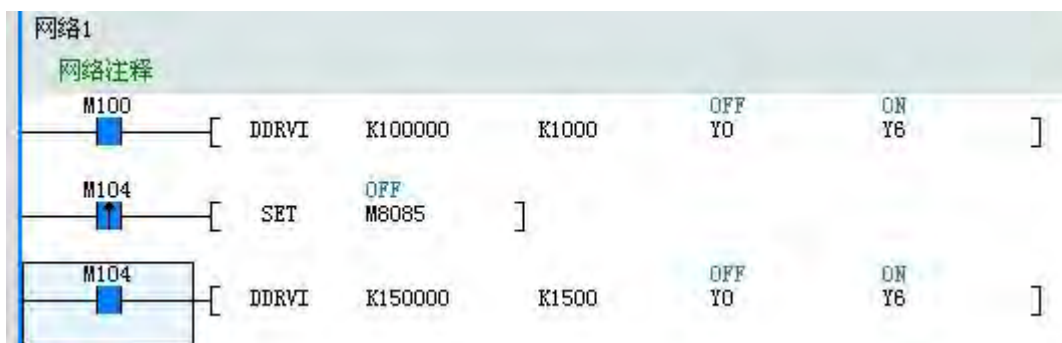 网络1
网络注释
M100 OFF ON
[ DDRVI K100000 K1000 Y0 Y6 ]
M104 OFF
[ SET M8085 ]
M104 OFF ON
[ DDRVI K150000 K1500 Y0 Y6 ]